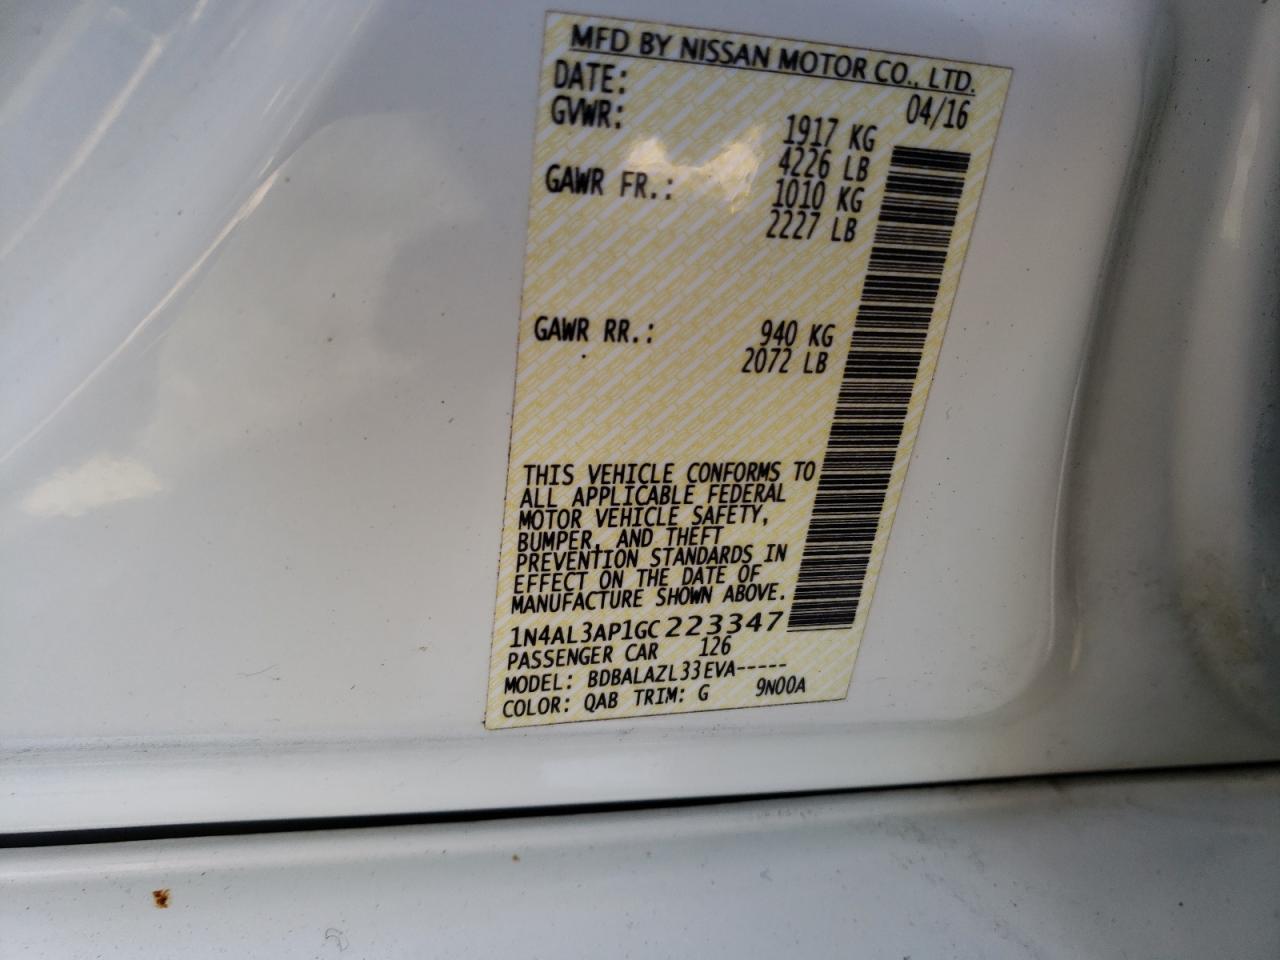 MFD BY NISSAN MOTOR CO., LTD.
DATE: 04/16
GVWR: 1917 KG
4226 LB
GAWR FR.: 1010 KG
2227 LB
GAWR RR.: 940 KG
2072 LB
THIS VEHICLE CONFORMS TO
ALL APPLICABLE FEDERAL
MOTOR VEHICLE SAFETY,
BUMPER, AND THEFT
PREVENTION STANDARDS IN
EFFECT ON THE DATE OF
MANUFACTURE SHOWN ABOVE.
1N4AL3AP1GC223347
PASSENGER CAR 126
MODEL: BDBALAZL33EVA-----
COLOR: QAB TRIM: G 9N00A